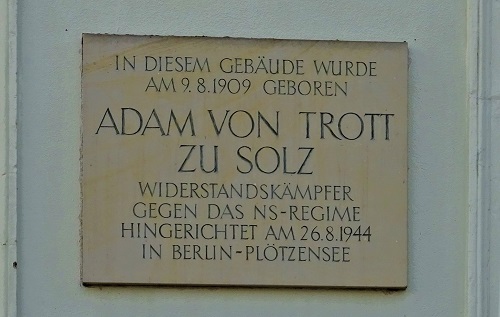 IN DIESEM GEBÄUDE WURDE
AM 9.8.1909 GEBOREN
ADAM VON TROTT
ZU SOLZ
WIDERSTANDSKÄMPFER
GEGEN DAS NS-REGIME
HINGERICHTET AM 26.8.1944
IN BERLIN-PLÖTZENSEE